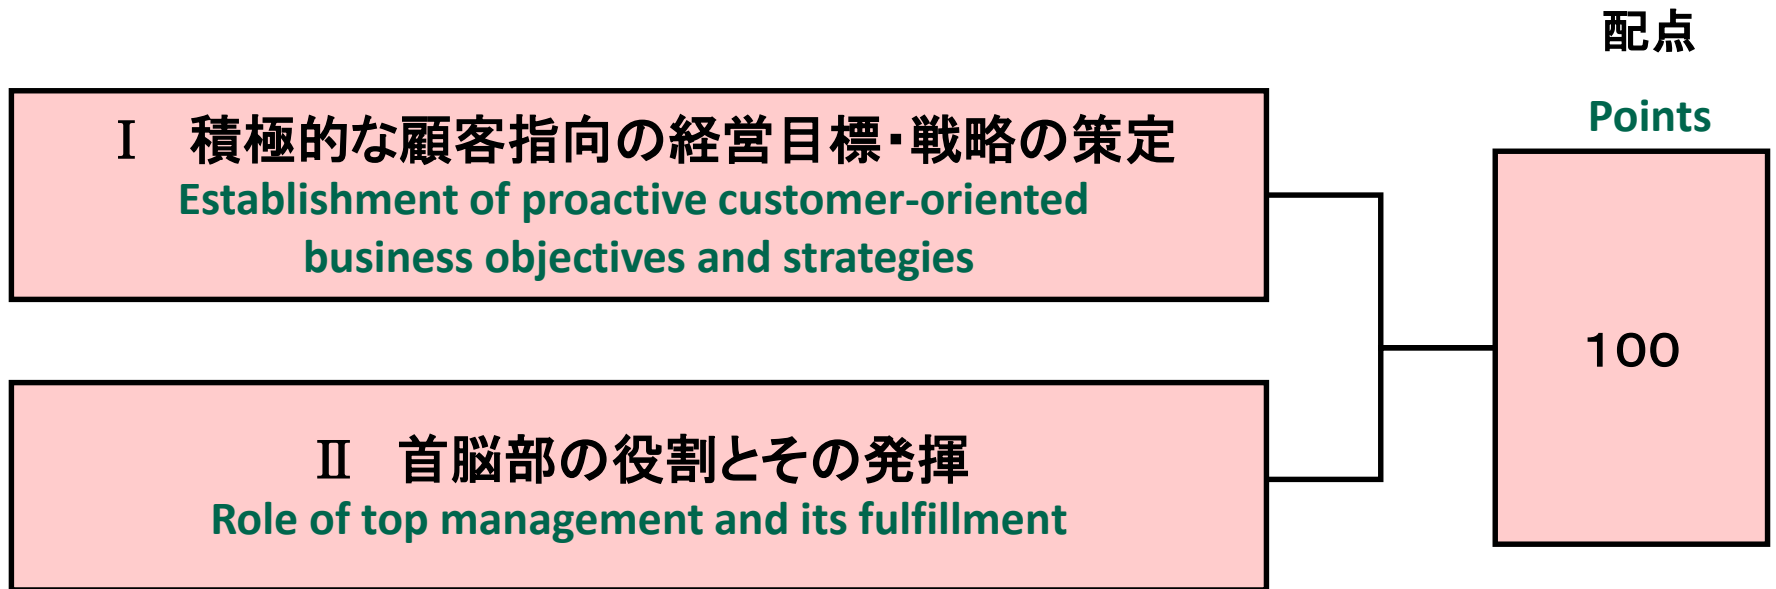 配点
Points
Ⅰ 積極的な顧客指向の経営目標・戦略の策定
Establishment of proactive customer-oriented
business objectives and strategies
１００
Ⅱ 首脳部の役割とその発揮
Role of top management and its fulfillment